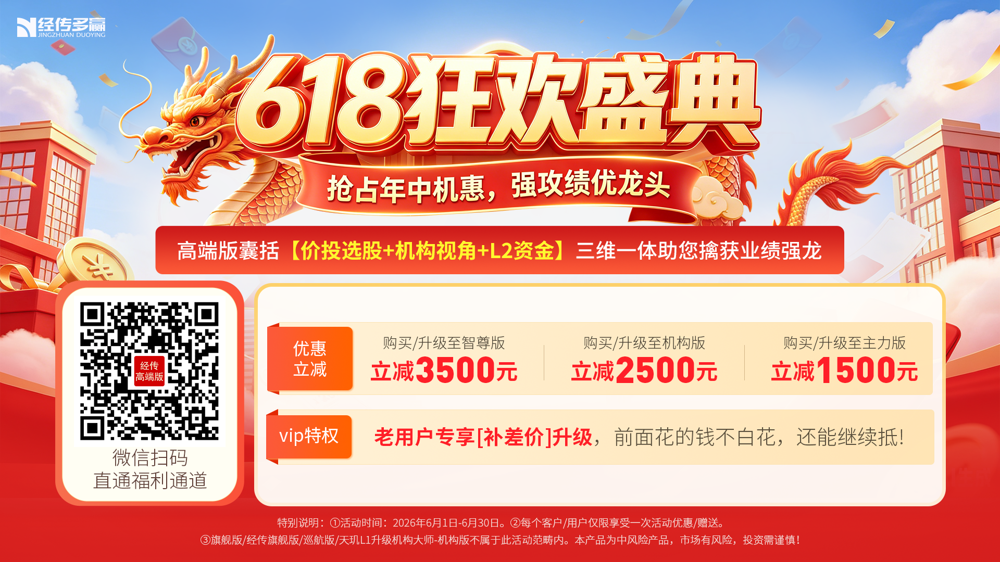 经传多赢
JINGZHUAN DUOYING
618狂欢盛典
抢占年中机惠，强攻绩优龙头
高端版囊括【价投选股+机构视角+L2资金】三维一体助您擒获业绩强龙
经传
高端版
微信扫码
直通福利通道
优惠
立减
购买/升级至智尊版
立减3500元
购买/升级至机构版
立减2500元
购买/升级至主力版
立减1500元
vip特权
老用户专享[补差价]升级，前面花的钱不白花，还能继续抵!
特别说明：①活动时间：2026年6月1日-6月30日。②每个客户/用户仅限享受一次活动优惠/赠送。
③旗舰版/经传旗舰版/巡航版/天玑L1升级机构大师-机构版不属于此活动范畴内。本产品为中风险产品，市场有风险，投资需谨慎！